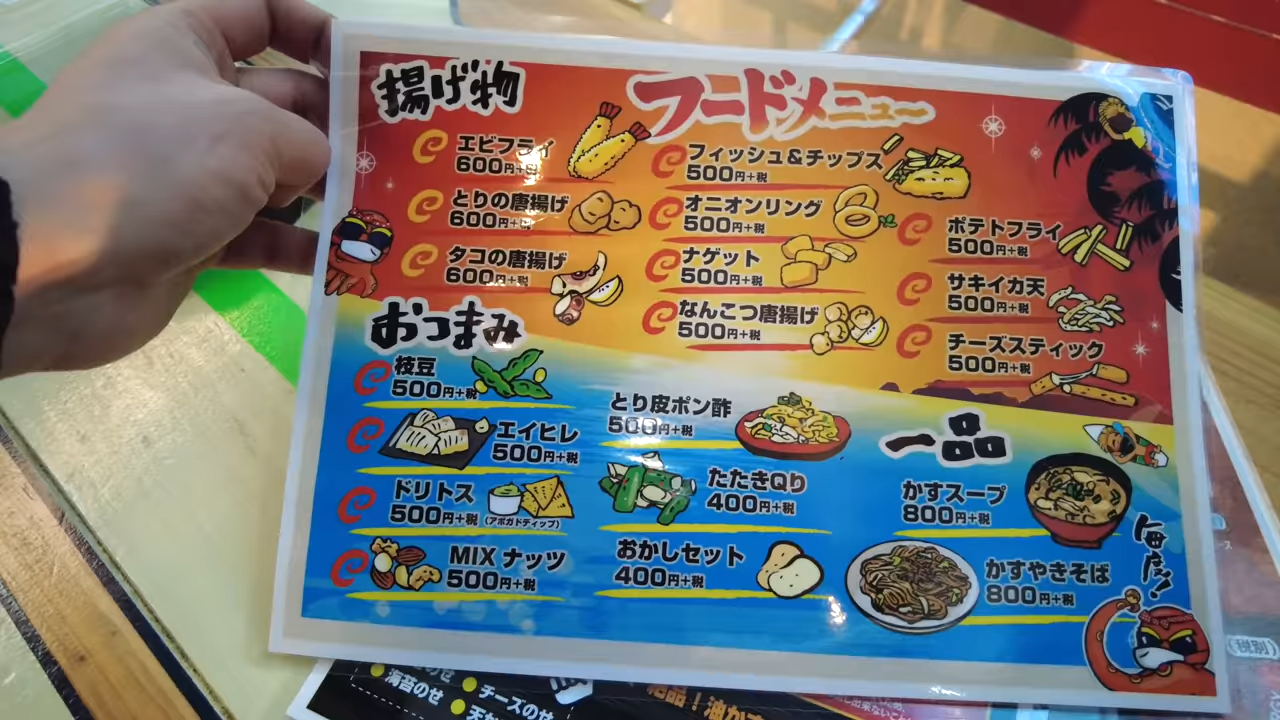 フードメニュー
揚げ物
エビフライ
600円+税
とりの唐揚げ
600円+税
タコの唐揚げ
600円+税
フィッシュ&チップス
500円+税
オニオンリング
500円+税
ナゲット
500円+税
なんこつ唐揚げ
500円+税
ポテトフライ
500円+税
サキイカ天
500円+税
チーズスティック
500円+税
おつまみ
枝豆
500円+税
エイヒレ
500円+税
ドリトス
500円+税
(アボガドディップ)
MIX ナッツ
500円+税
とり皮ポン酢
500円+税
たたきQり
400円+税
おかしセット
400円+税
一品
かすスープ
800円+税
かすやきそば
800円+税
海苔のせ
チーズのせ
絶品!油か